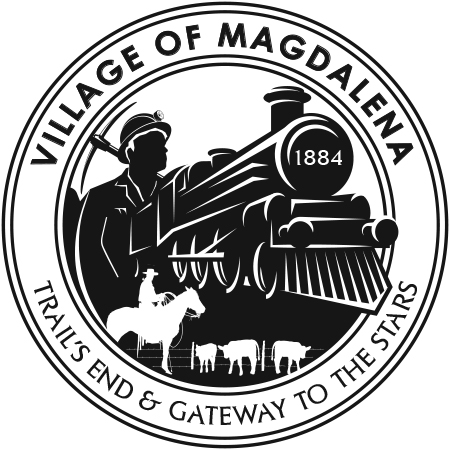 VILLAGE OF MAGDALENA
1884
TRAIL'S END & GATEWAY TO THE STARS